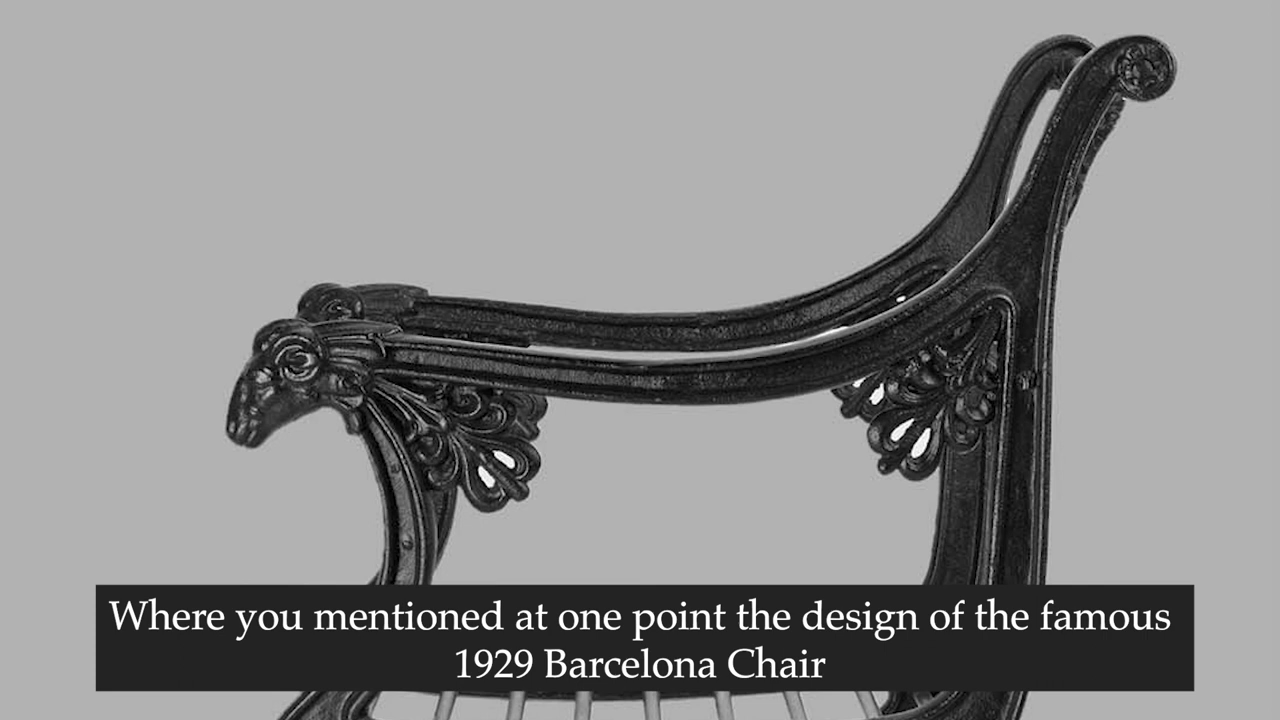 Where you mentioned at one point the design of the famous
1929 Barcelona Chair